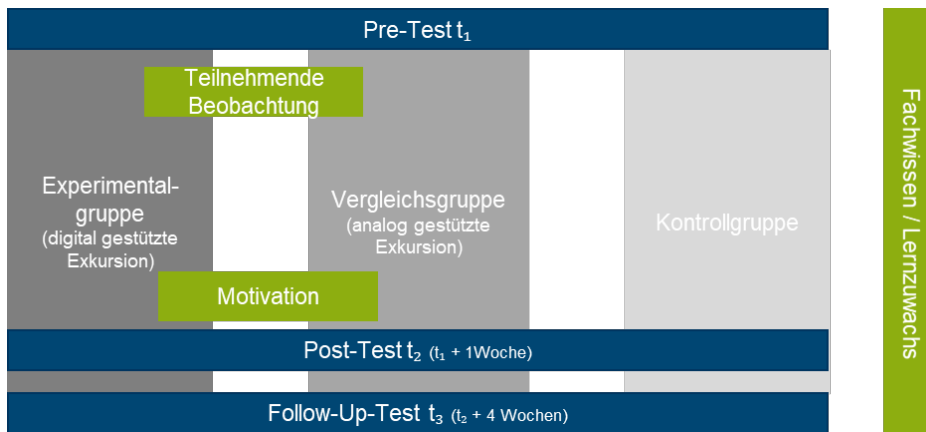 Pre-Test t₁
Teilnehmende
Beobachtung
Experimental-
gruppe
(digital gestützte
Exkursion)
Vergleichsgruppe
(analog gestützte
Exkursion)
Kontrollgruppe
Motivation
Post-Test t₂ (t₁ + 1Woche)
Follow-Up-Test t₃ (t₂ + 4 Wochen)
Fachwissen / Lernzuwachs